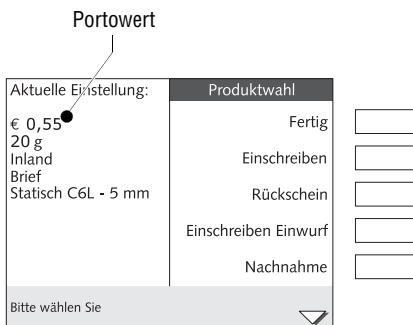 Portowert
Aktuelle Einstellung:
€ 0,55
20 g
Inland
Brief
Statisch C6L - 5 mm
Produktwahl
Fertig
Einschreiben
Rückschein
Einschreiben Einwurf
Nachnahme
Bitte wählen Sie